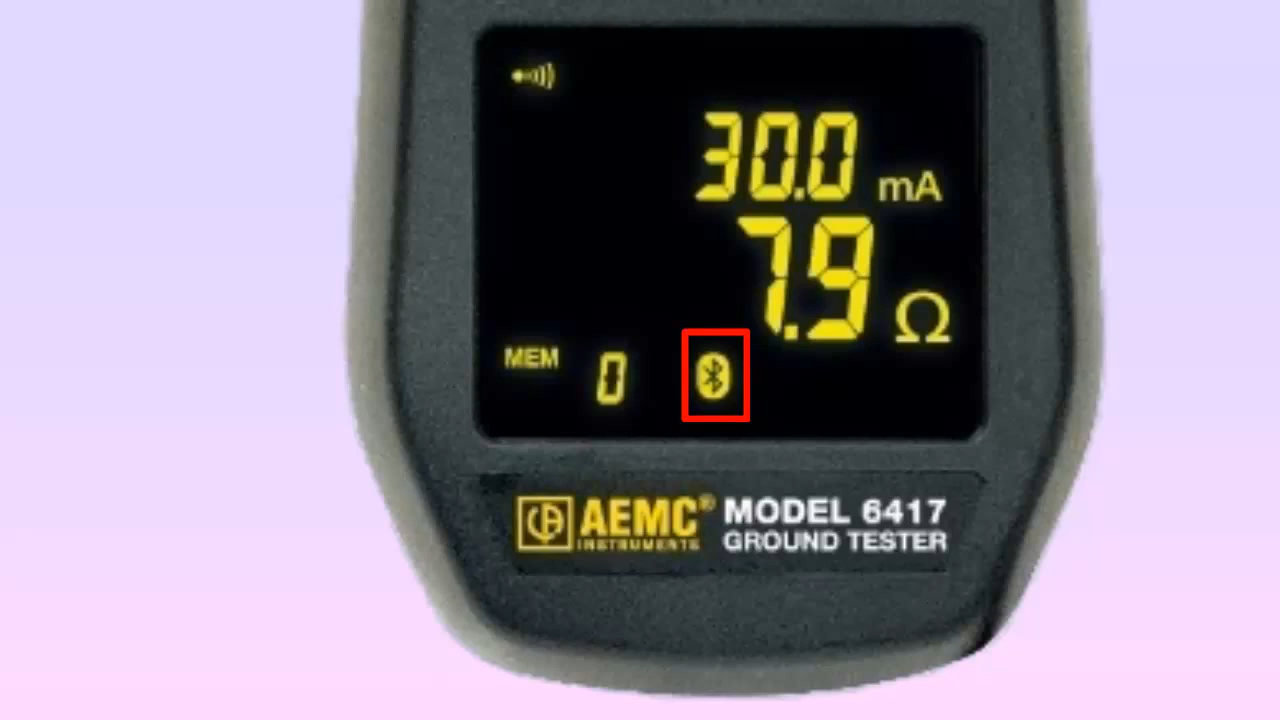 30.0 mA
7.9 Ω
MEM 0
AEMC® MODEL 6417
INSTRUMENTS GROUND TESTER